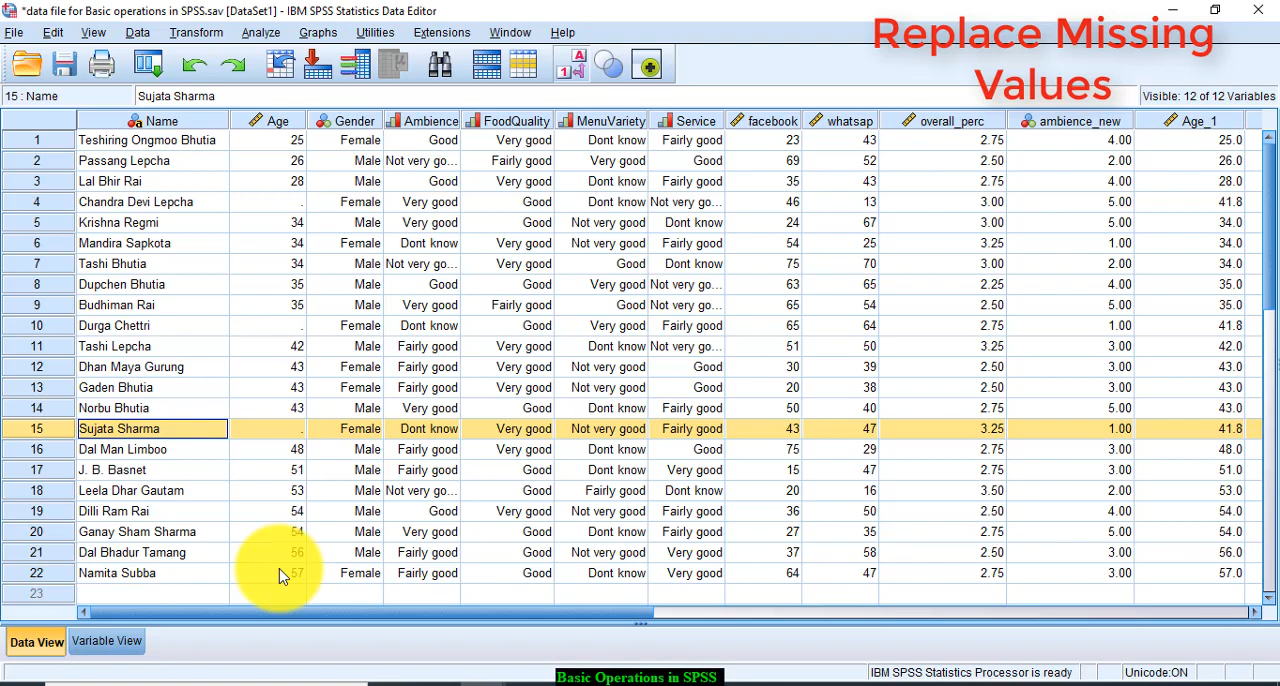 *data file for Basic operations in SPSS.sav [DataSet1] - IBM SPSS Statistics Data Editor
File Edit View Data Transform Analyze Graphs Utilities Extensions Window Help
Replace Missing
Values
15 : Name Sujata Sharma Visible: 12 of 12 Variables
Name Age Gender Ambience FoodQuality MenuVariety Service facebook whatsap overall_perc ambience_new Age_1
1 Teshiring Ongmoo Bhutia 25 Female Good Very good Dont know Fairly good 23 43 2.75 4.00 25.0
2 Passang Lepcha 26 Male Not very go... Fairly good Very good Good 69 52 2.50 2.00 26.0
3 Lal Bhir Rai 28 Male Good Very good Dont know Fairly good 35 43 2.75 4.00 28.0
4 Chandra Devi Lepcha . Female Very good Good Dont know Not very go... 46 13 3.00 5.00 41.8
5 Krishna Regmi 34 Male Very good Good Not very good Dont know 24 67 3.00 5.00 34.0
6 Mandira Sapkota 34 Female Dont know Very good Not very good Fairly good 54 25 3.25 1.00 34.0
7 Tashi Bhutia 34 Male Not very go... Very good Good Dont know 75 70 3.00 2.00 34.0
8 Dupchen Bhutia 35 Male Good Good Very good Not very go... 63 65 2.25 4.00 35.0
9 Budhiman Rai 35 Male Very good Fairly good Good Not very go... 65 54 2.50 5.00 35.0
10 Durga Chettri . Female Dont know Good Very good Fairly good 65 64 2.75 1.00 41.8
11 Tashi Lepcha 42 Male Fairly good Very good Dont know Not very go... 51 50 3.25 3.00 42.0
12 Dhan Maya Gurung 43 Female Fairly good Good Very good Good 30 39 2.50 3.00 43.0
13 Gaden Bhutia 43 Female Fairly good Good Very good Good 20 38 2.50 3.00 43.0
14 Norbu Bhutia 43 Male Very good Good Dont know Fairly good 50 40 2.75 5.00 43.0
15 Sujata Sharma . Female Dont know Very good Not very good Fairly good 43 47 3.25 1.00 41.8
16 Dal Man Limboo 48 Male Fairly good Very good Dont know Good 75 29 2.75 3.00 48.0
17 J. B. Basnet 51 Male Fairly good Good Dont know Very good 15 47 2.75 3.00 51.0
18 Leela Dhar Gautam 53 Male Not very go... Good Fairly good Dont know 20 16 3.50 2.00 53.0
19 Dilli Ram Rai 54 Male Good Very good Not very good Fairly good 36 50 2.50 4.00 54.0
20 Ganay Sham Sharma 54 Male Very good Good Dont know Fairly good 27 35 2.75 5.00 54.0
21 Dal Bhadur Tamang 56 Male Fairly good Good Not very good Very good 37 58 2.50 3.00 56.0
22 Namita Subba 57 Female Fairly good Good Dont know Very good 64 47 2.75 3.00 57.0
23
Data View Variable View
IBM SPSS Statistics Processor is ready Unicode:ON
Basic Operations in SPSS